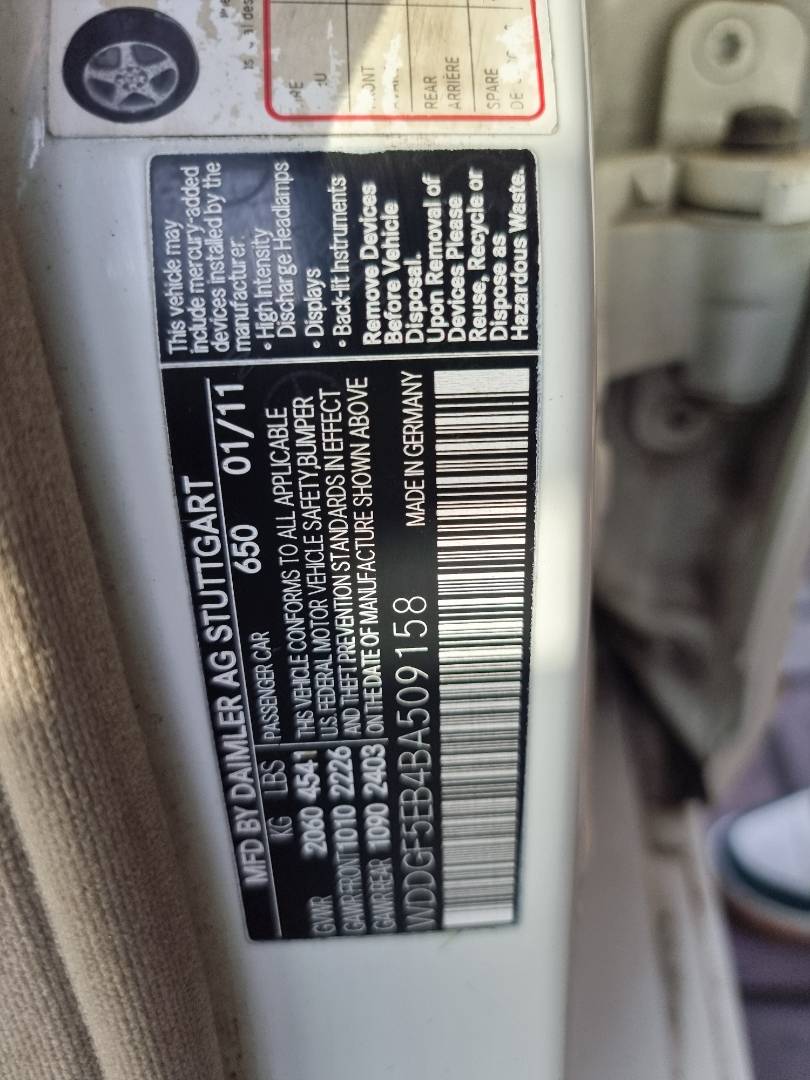 MFD BY DAIMLER AG STUTTGART
KG LBS PASSENGER CAR 650 01/11
GVWR 2060 4541
GAWR-FRONT 1010 2226
GAWR-REAR 1090 2403
THIS VEHICLE CONFORMS TO ALL APPLICABLE
U.S. FEDERAL MOTOR VEHICLE SAFETY,BUMPER
AND THEFT PREVENTION STANDARDS IN EFFECT
ON THE DATE OF MANUFACTURE SHOWN ABOVE
WDDGF5EB4BA509158 MADE IN GERMANY
This vehicle may
include mercury-added
devices installed by the
manufacturer:
• High Intensity
Discharge Headlamps
• Displays
• Back-lit Instruments
Remove Devices
Before Vehicle
Disposal.
Upon Removal of
Devices Please
Reuse, Recycle or
Dispose as
Hazardous Waste.
REAR
ARRIÈRE
SPARE
DE